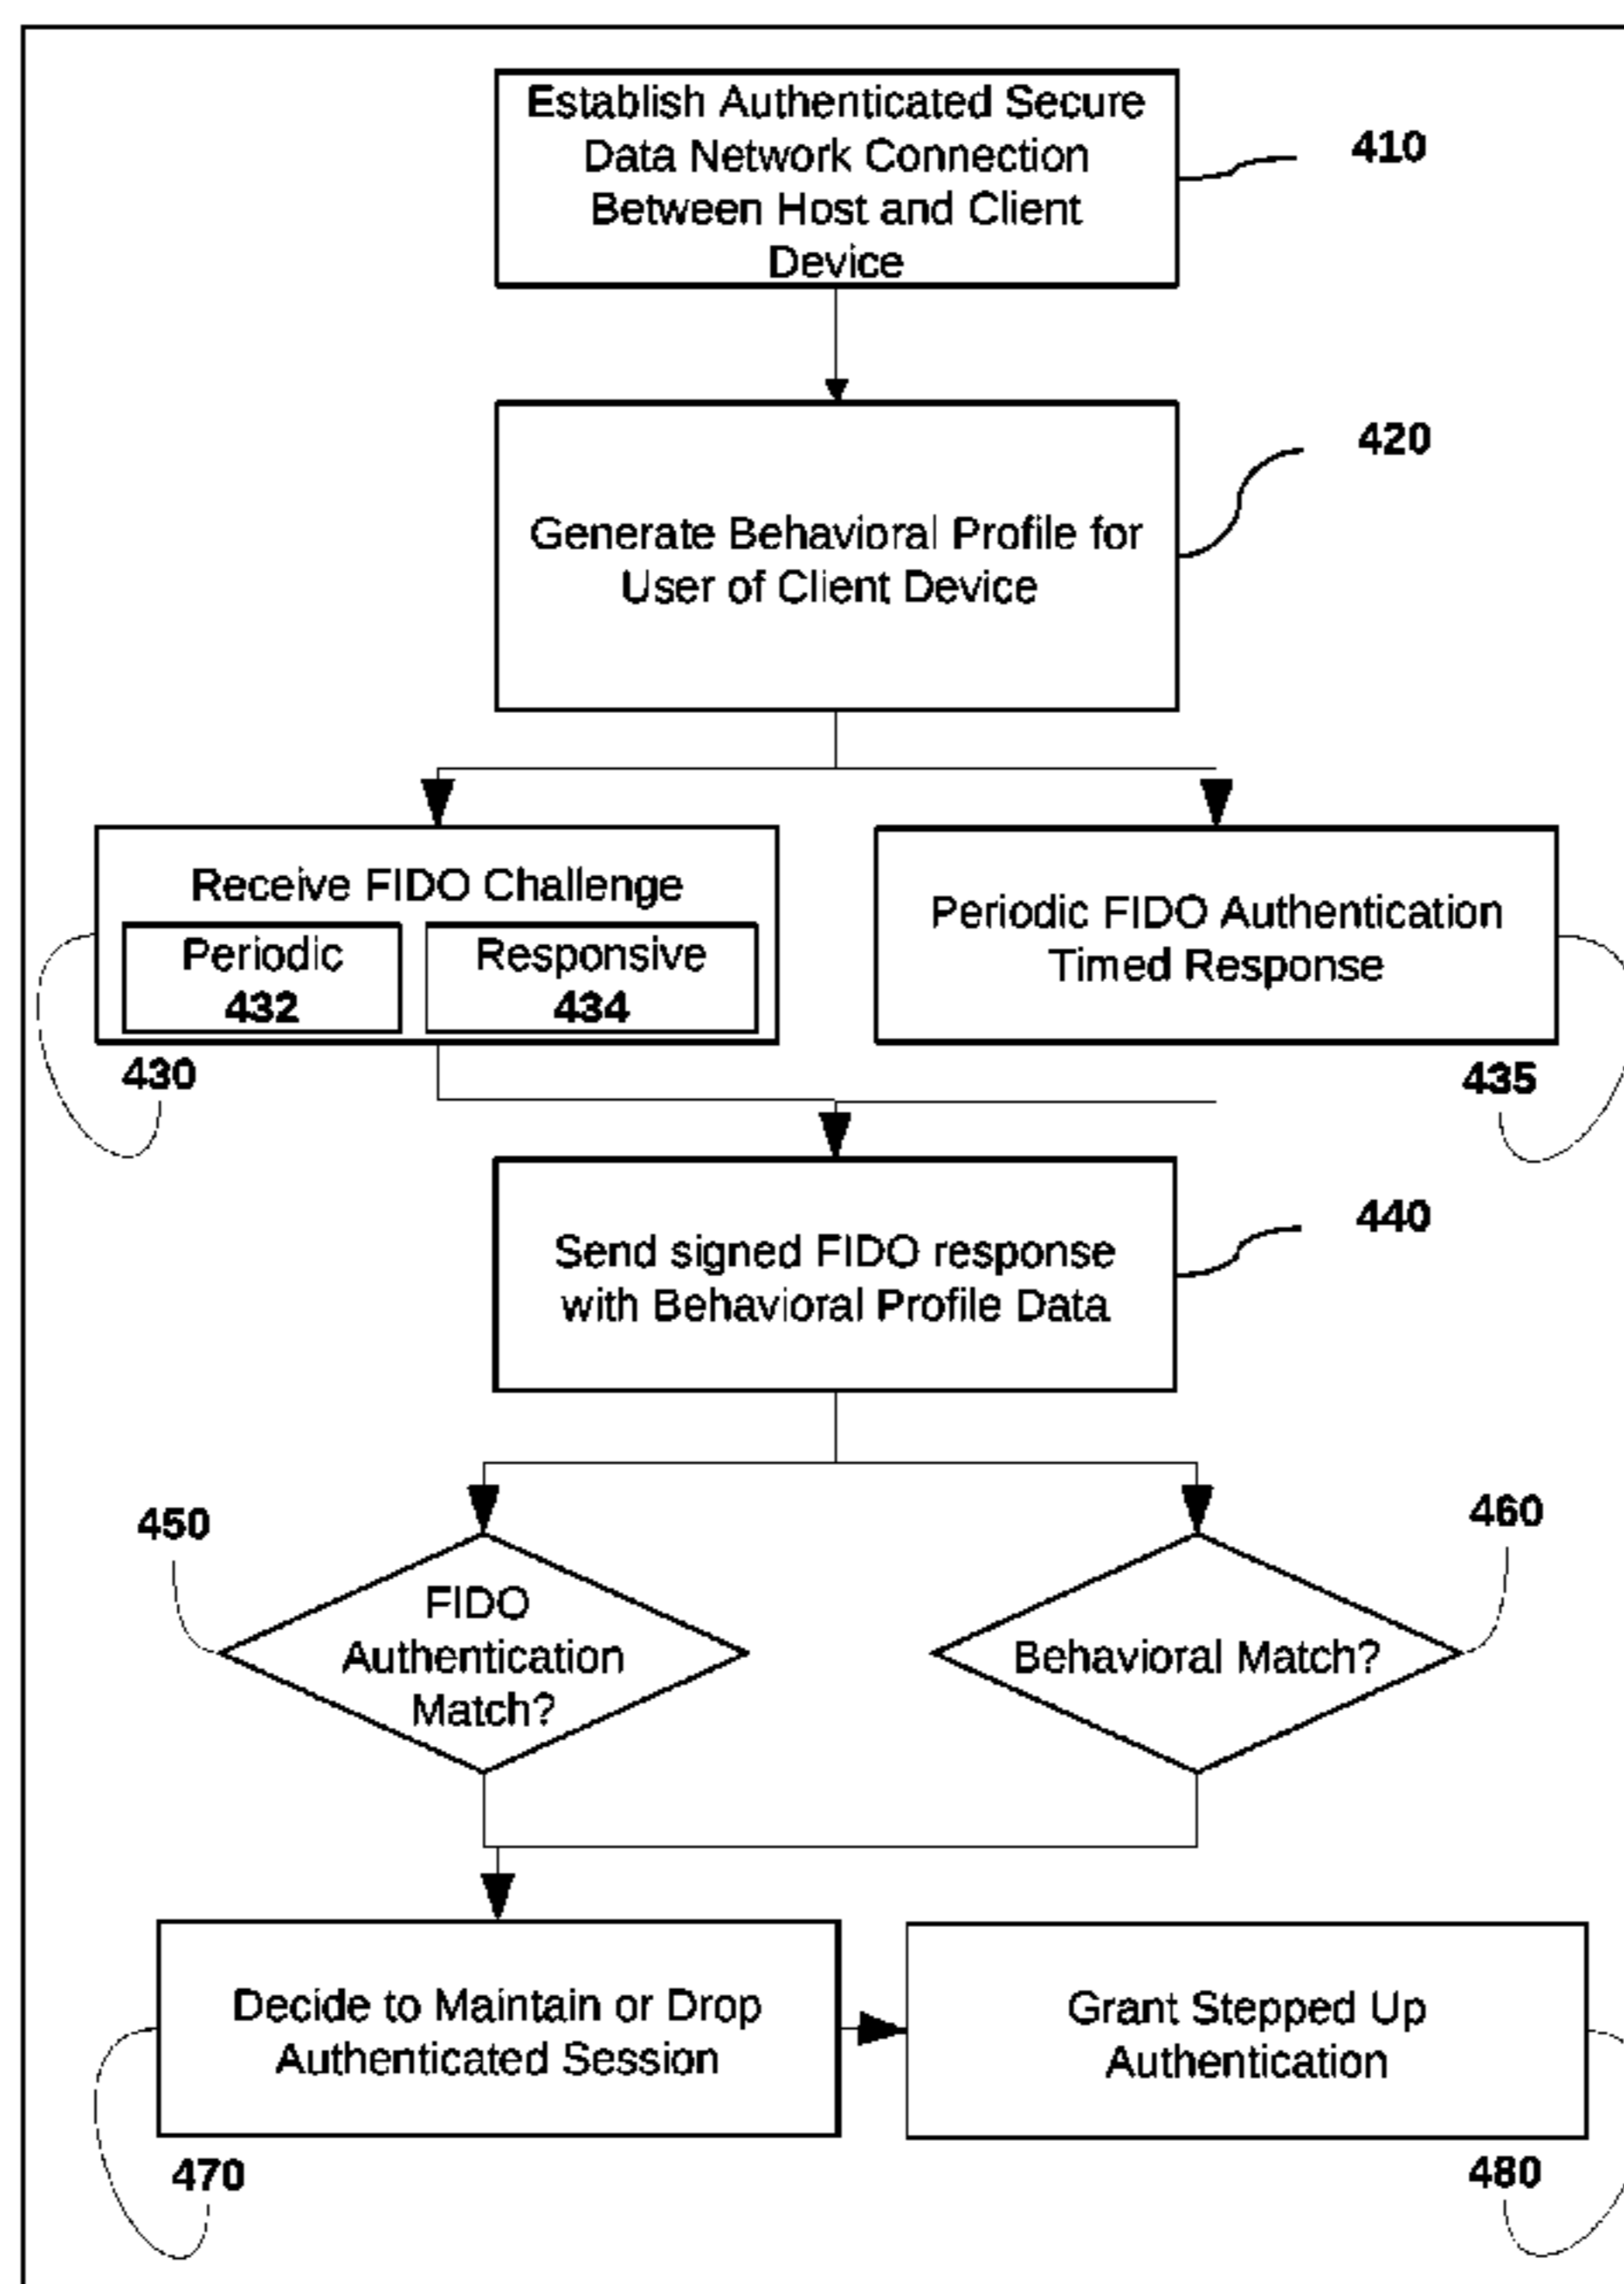 Establish Authenticated Secure
Data Network Connection
Between Host and Client
Device
410
Generate Behavioral Profile for
User of Client Device
420
Receive FIDO Challenge
Periodic
432
Responsive
434
430
Periodic FIDO Authentication
Timed Response
435
Send signed FIDO response
with Behavioral Profile Data
440
450
FIDO
Authentication
Match?
460
Behavioral Match?
Decide to Maintain or Drop
Authenticated Session
470
Grant Stepped Up
Authentication
480